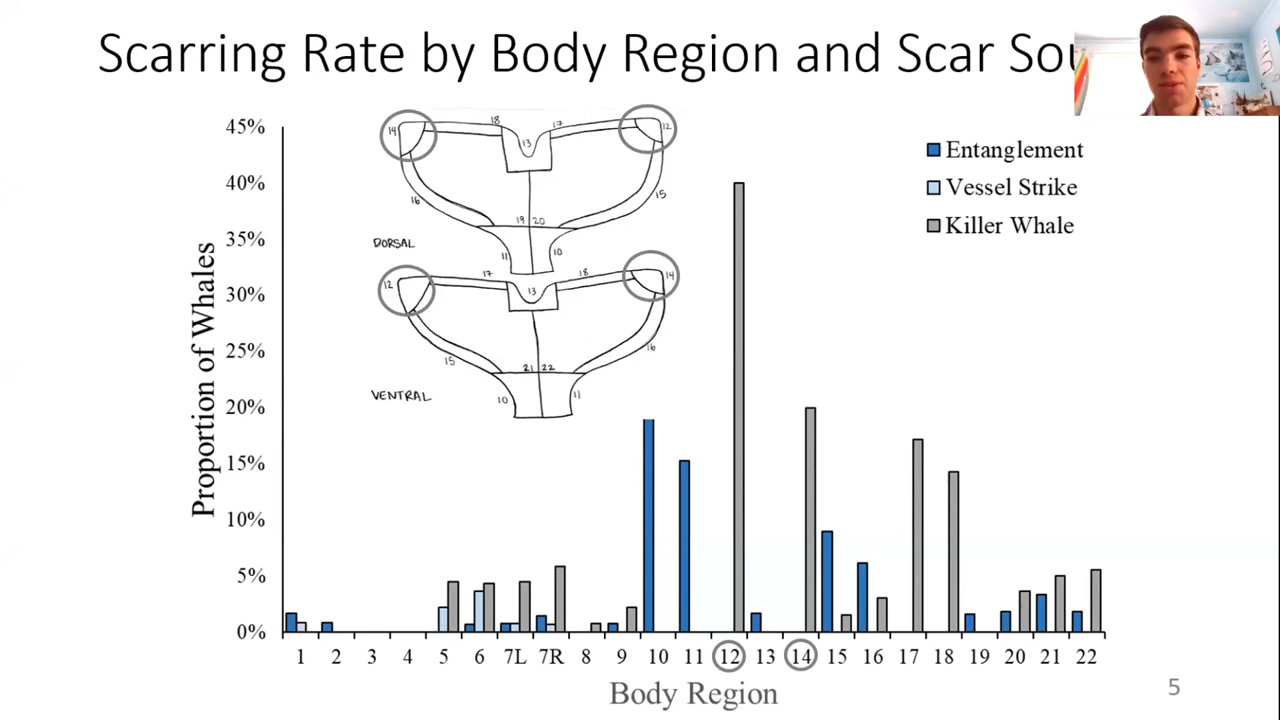 Scarring Rate by Body Region and Scar Sou
45%
40%
35%
30%
25%
20%
15%
10%
5%
0%
Proportion of Whales
Entanglement
Vessel Strike
Killer Whale
14 18 17 12
13
16 15
19 20
DORSAL
11 10
12 17 18 14
13
15 16
21 22
VENTRAL 10 11
1 2 3 4 5 6 7L 7R 8 9 10 11 12 13 14 15 16 17 18 19 20 21 22
Body Region
5